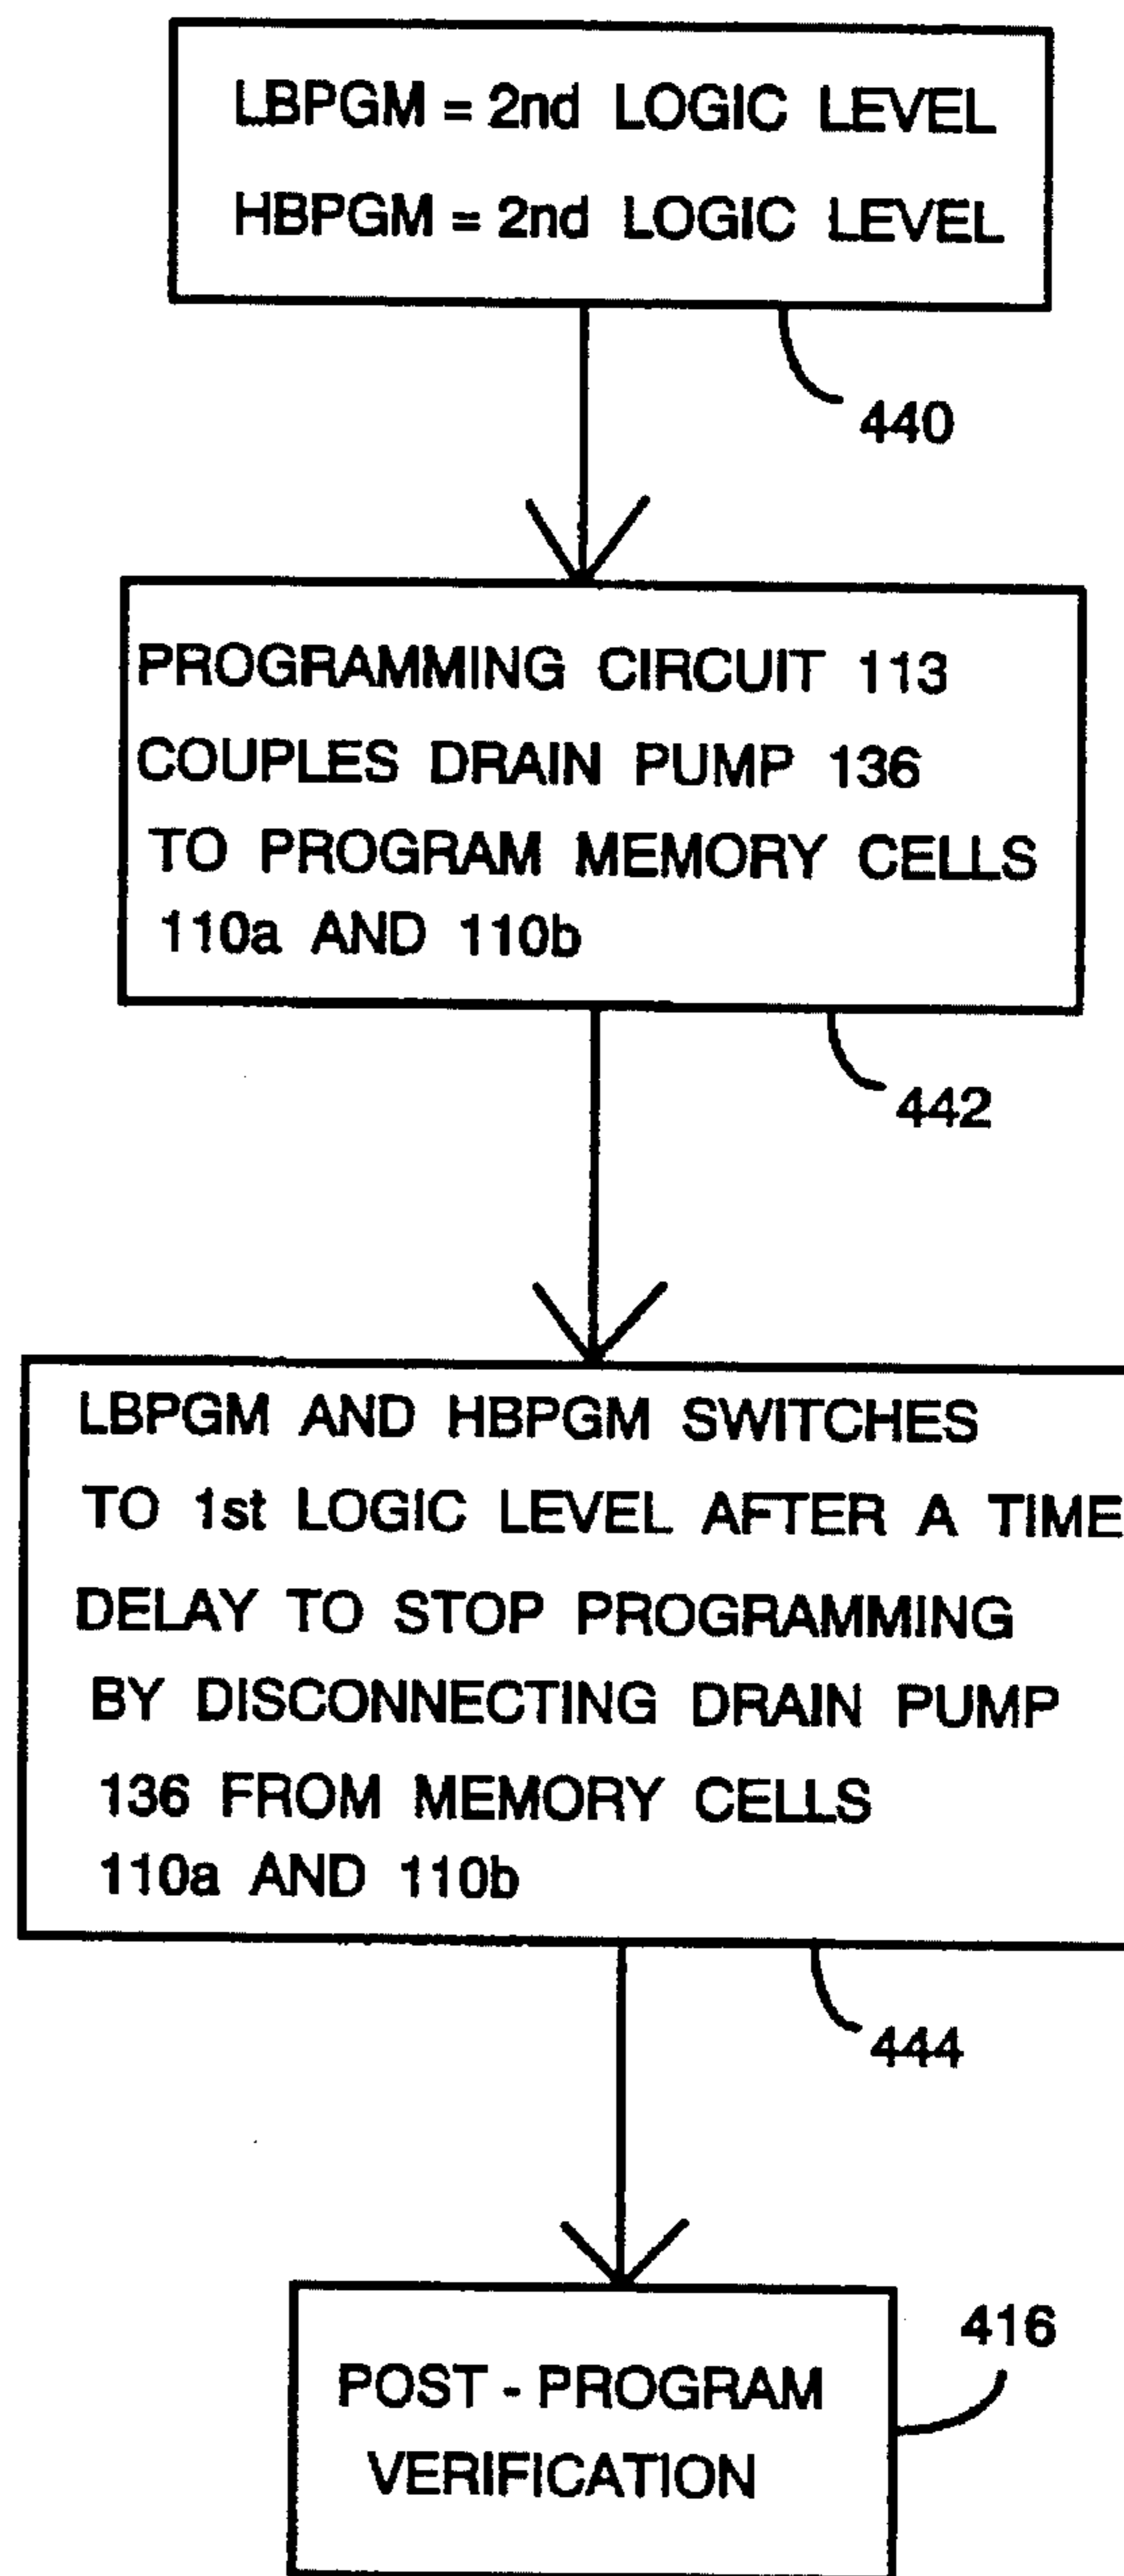 LBPGM = 2nd LOGIC LEVEL
HBPGM = 2nd LOGIC LEVEL
440
PROGRAMMING CIRCUIT 113
COUPLES DRAIN PUMP 136
TO PROGRAM MEMORY CELLS
110a AND 110b
442
LBPGM AND HBPGM SWITCHES
TO 1st LOGIC LEVEL AFTER A TIME
DELAY TO STOP PROGRAMMING
BY DISCONNECTING DRAIN PUMP
136 FROM MEMORY CELLS
110a AND 110b
444
416
POST - PROGRAM
VERIFICATION